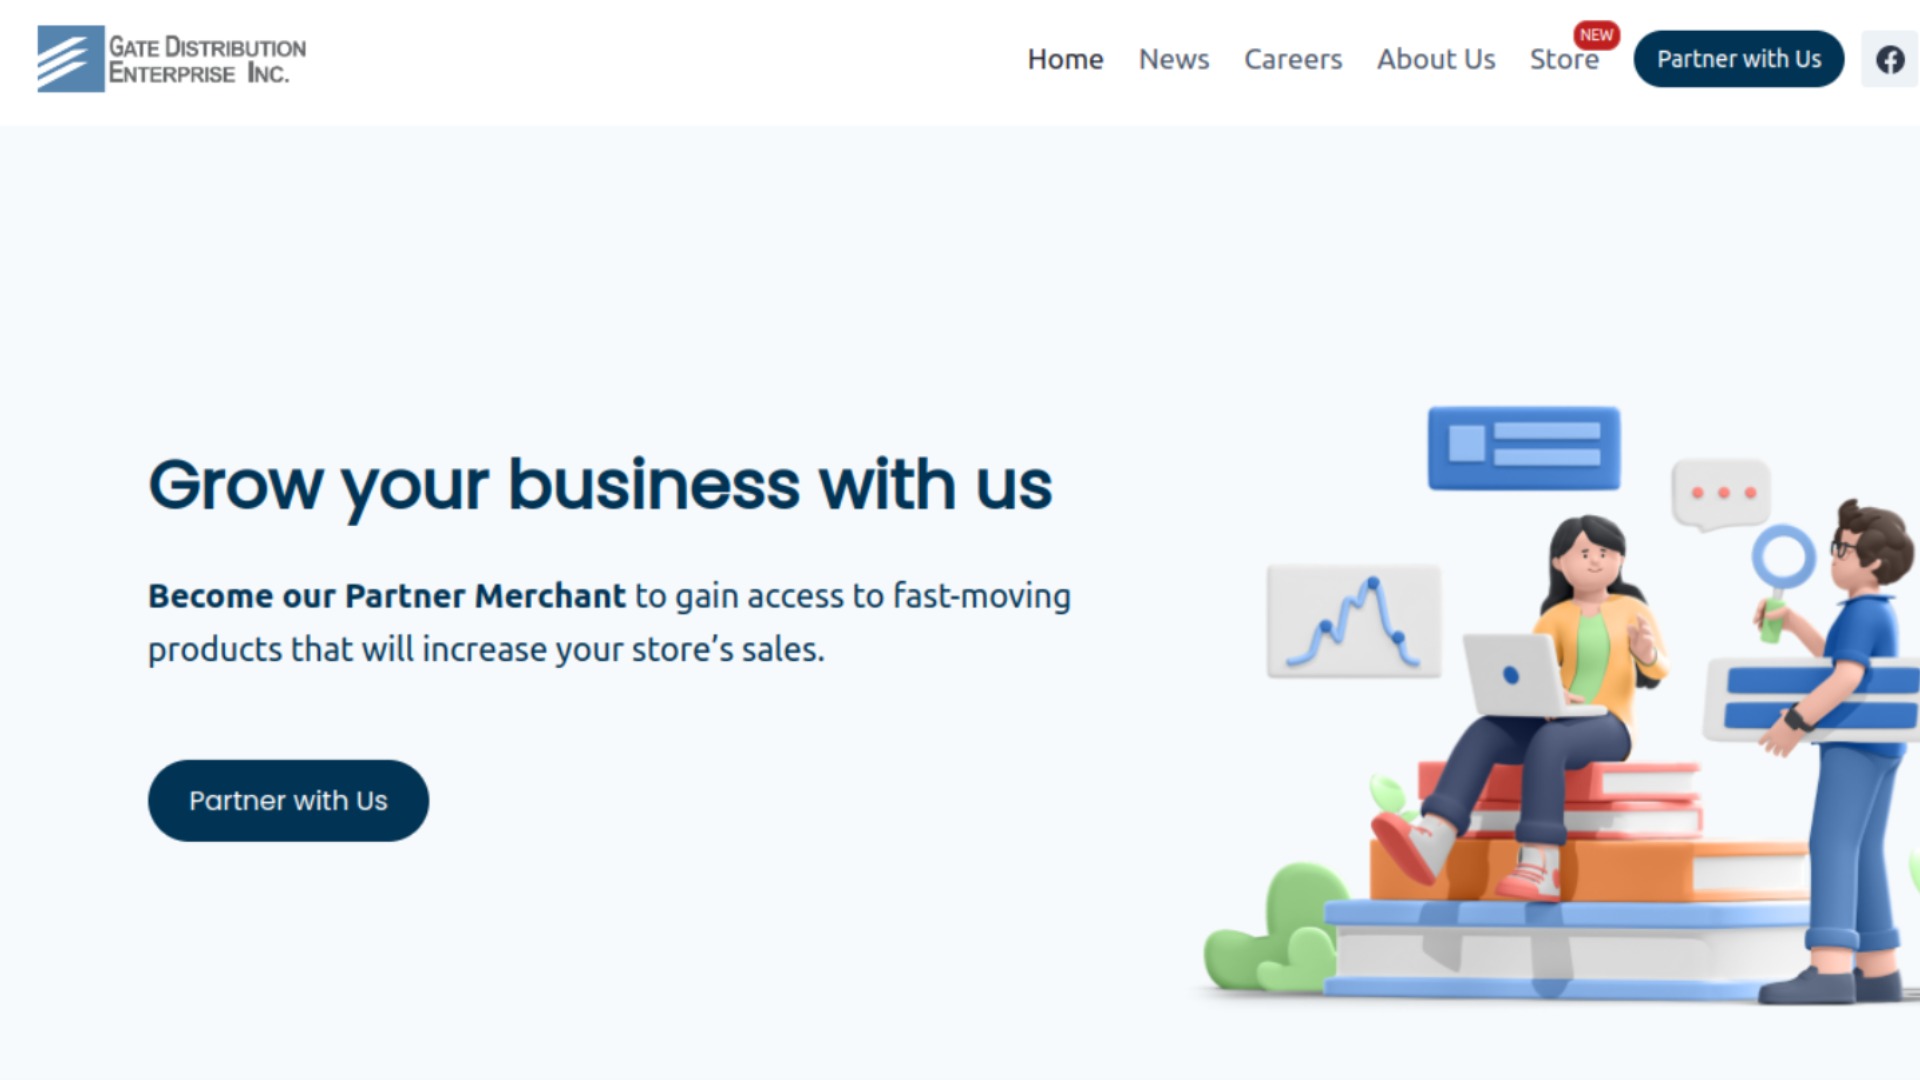 GATE DISTRIBUTION
ENTERPRISE INC.
Home News Careers About Us Store NEW Partner with Us
Grow your business with us
Become our Partner Merchant to gain access to fast-moving
products that will increase your store’s sales.
Partner with Us